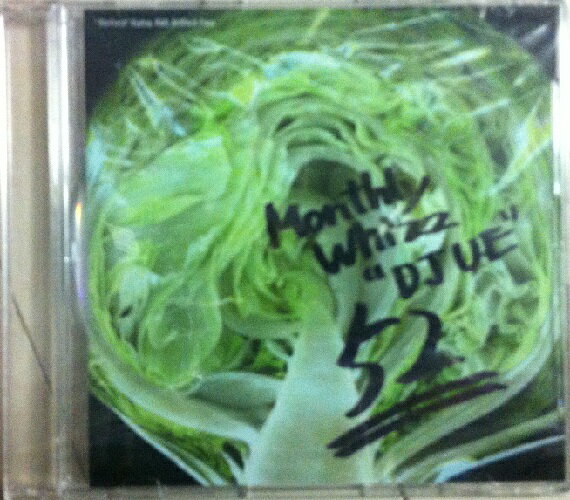 Monthly
Whizz
"DJ UE"
52